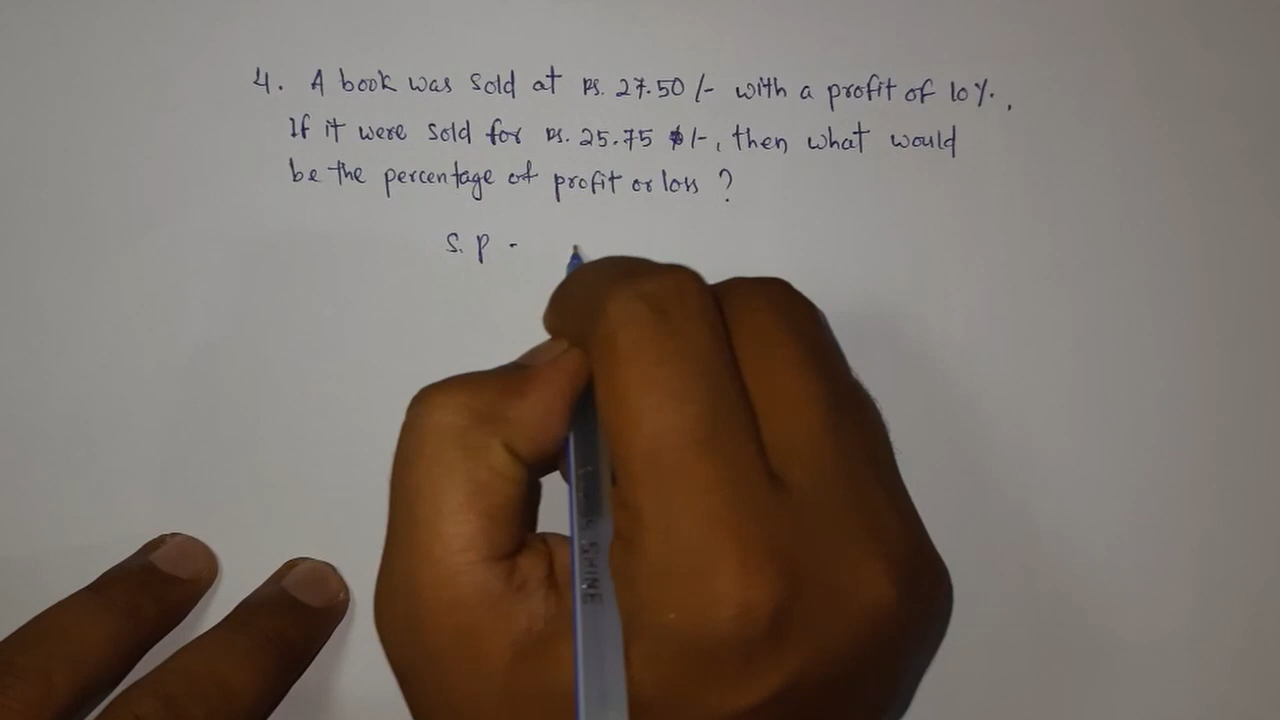 4. A book was sold at Rs. 27.50/- with a profit of 10%.,
If it were sold for Rs. 25.75 /-, then what would
be the percentage of profit or loss ?
S.P -